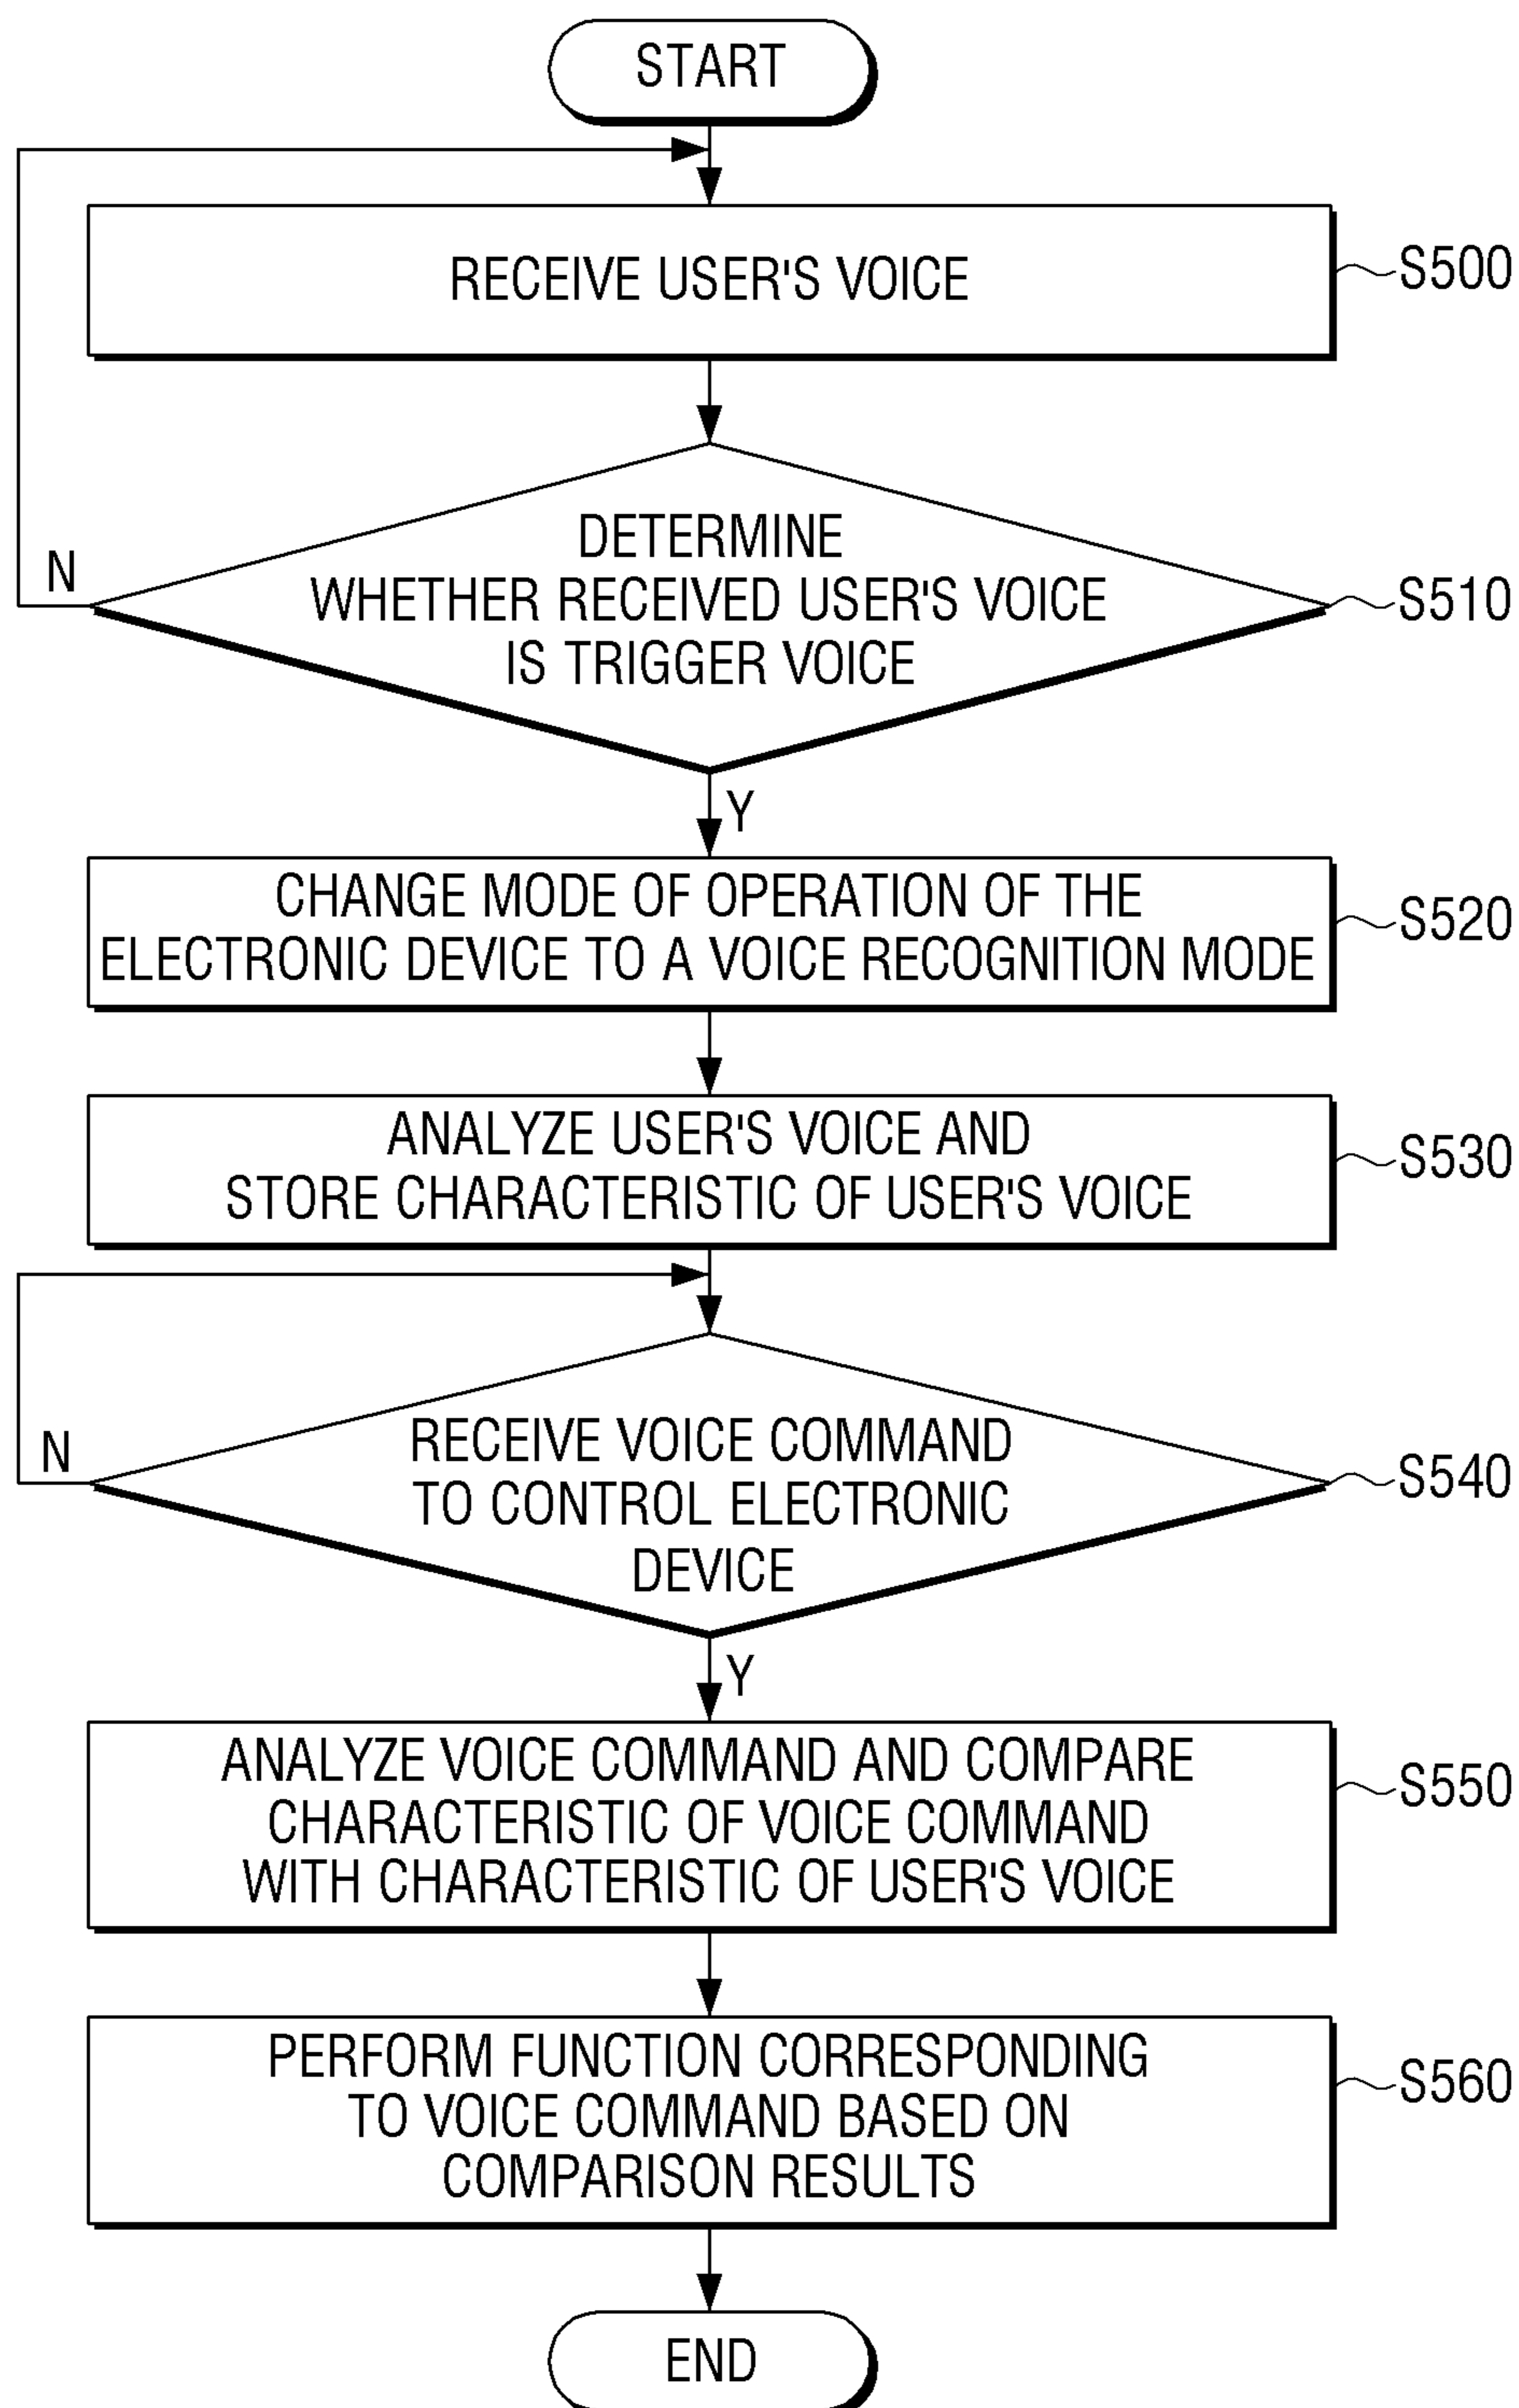 START
RECEIVE USER'S VOICE
S500
DETERMINE
WHETHER RECEIVED USER'S VOICE
IS TRIGGER VOICE
N
S510
Y
CHANGE MODE OF OPERATION OF THE
ELECTRONIC DEVICE TO A VOICE RECOGNITION MODE
S520
ANALYZE USER'S VOICE AND
STORE CHARACTERISTIC OF USER'S VOICE
S530
RECEIVE VOICE COMMAND
TO CONTROL ELECTRONIC
DEVICE
N
S540
Y
ANALYZE VOICE COMMAND AND COMPARE
CHARACTERISTIC OF VOICE COMMAND
WITH CHARACTERISTIC OF USER'S VOICE
S550
PERFORM FUNCTION CORRESPONDING
TO VOICE COMMAND BASED ON
COMPARISON RESULTS
S560
END